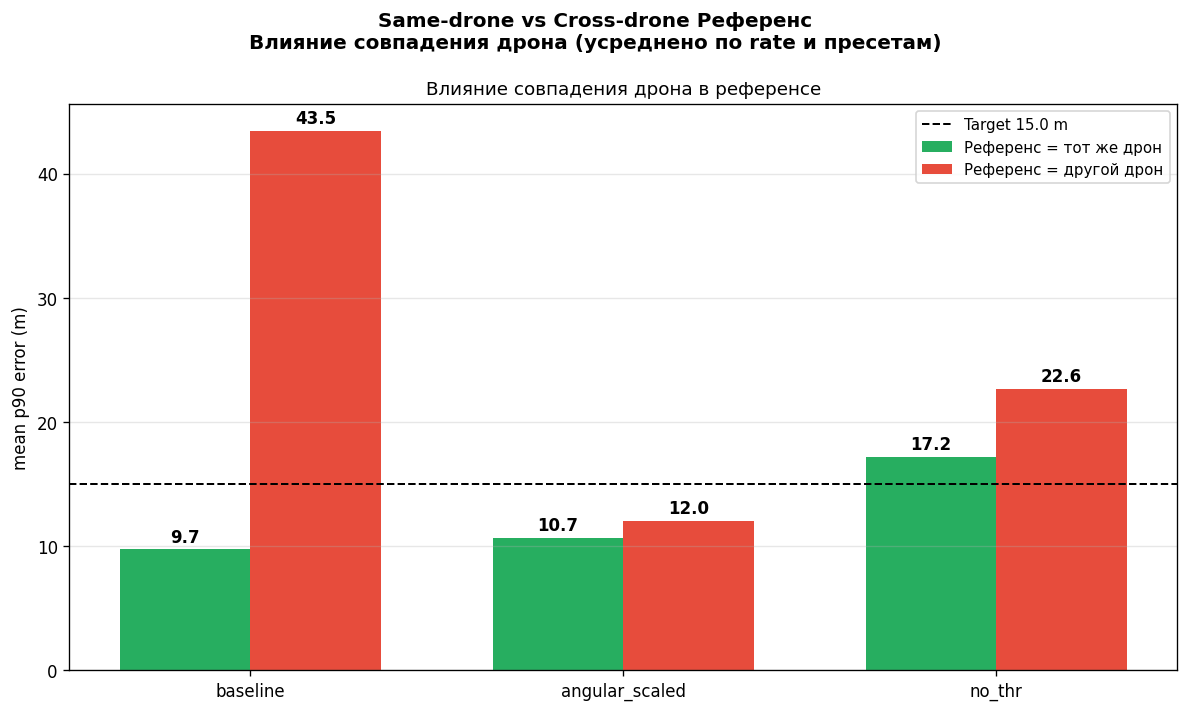 Same-drone vs Cross-drone Референс
Влияние совпадения дрона (усреднено по rate и пресетам)
Влияние совпадения дрона в референсе
Target 15.0 m
Референс = тот же дрон
Референс = другой дрон
mean p90 error (m)
40
30
20
10
0
43.5
9.7
10.7
12.0
17.2
22.6
baseline
angular_scaled
no_thr